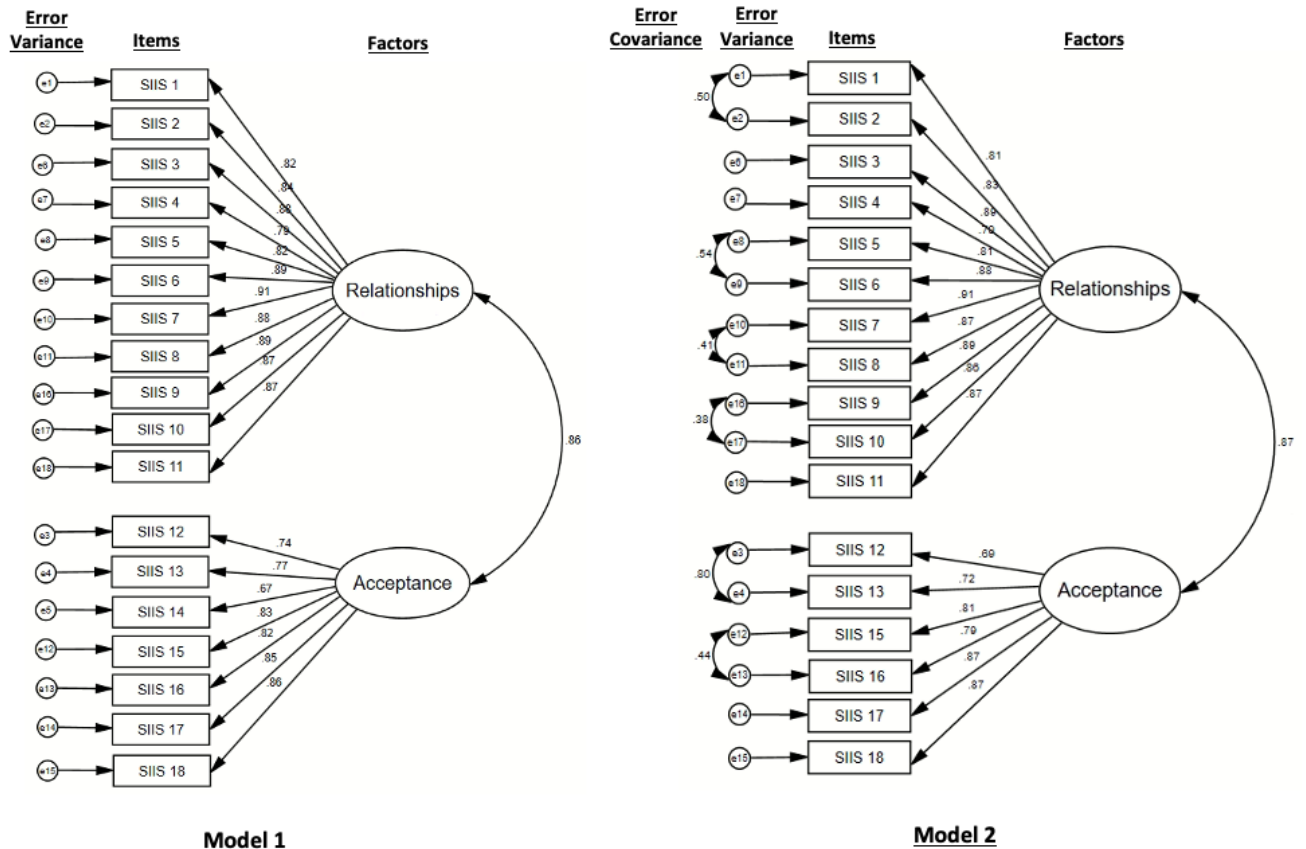 Error
Variance
Items
Factors
e1
SIIS 1
e2
SIIS 2
e6
SIIS 3
e7
SIIS 4
e8
SIIS 5
e9
SIIS 6
e10
SIIS 7
e11
SIIS 8
e16
SIIS 9
e17
SIIS 10
e18
SIIS 11
.82
.84
.88
.79
.82
.89
.91
.88
.89
.87
.87
Relationships
.86
e3
SIIS 12
e4
SIIS 13
e5
SIIS 14
e12
SIIS 15
e13
SIIS 16
e14
SIIS 17
e15
SIIS 18
.74
.77
.67
.83
.82
.85
.86
Acceptance
Model 1
Error
Covariance
Error
Variance
Items
Factors
.50
e1
SIIS 1
e2
SIIS 2
e6
SIIS 3
e7
SIIS 4
.54
e8
SIIS 5
e9
SIIS 6
.41
e10
SIIS 7
e11
SIIS 8
.38
e16
SIIS 9
e17
SIIS 10
e18
SIIS 11
.81
.83
.89
.79
.81
.88
.91
.87
.89
.86
.87
Relationships
.87
.80
e3
SIIS 12
e4
SIIS 13
.44
e12
SIIS 15
e13
SIIS 16
e14
SIIS 17
e15
SIIS 18
.69
.72
.81
.79
.87
.87
Acceptance
Model 2